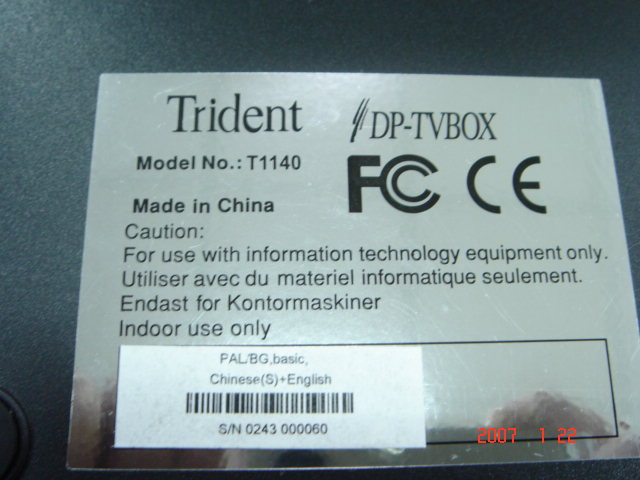 Trident DP-TVBOX
Model No.: T1140
FC CE
Made in China
Caution:
For use with information technology equipment only.
Utiliser avec du materiel informatique seulement.
Endast for Kontormaskiner
Indoor use only
PAL/BG,basic,
Chinese(S)+English
S/N 0243 000060
2007 1 22